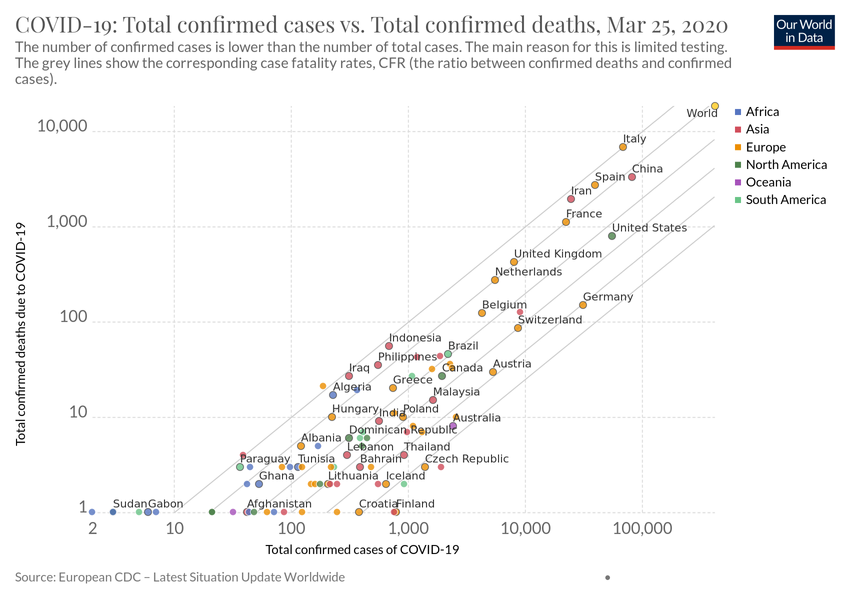 COVID-19: Total confirmed cases vs. Total confirmed deaths, Mar 25, 2020
Our World
in Data
The number of confirmed cases is lower than the number of total cases. The main reason for this is limited testing.
The grey lines show the corresponding case fatality rates, CFR (the ratio between confirmed deaths and confirmed
cases).
World
Africa
Asia
Europe
North America
Oceania
South America
10,000
Italy
China
Spain
Iran
France
1,000
United States
United Kingdom
Netherlands
Germany
Belgium
100
Switzerland
Indonesia
Brazil
Philippines
Iraq
Canada
Austria
Algeria
Greece
Malaysia
Hungary
India
Poland
10
Australia
Dominican Republic
Albania
Lebanon
Thailand
Paraguay
Tunisia
Bahrain
Czech Republic
Ghana
Lithuania
Iceland
Sudan
Gabon
Afghanistan
Croatia
Finland
1
2
10
100
1,000
10,000
100,000
Total confirmed deaths due to COVID-19
Total confirmed cases of COVID-19
Source: European CDC – Latest Situation Update Worldwide